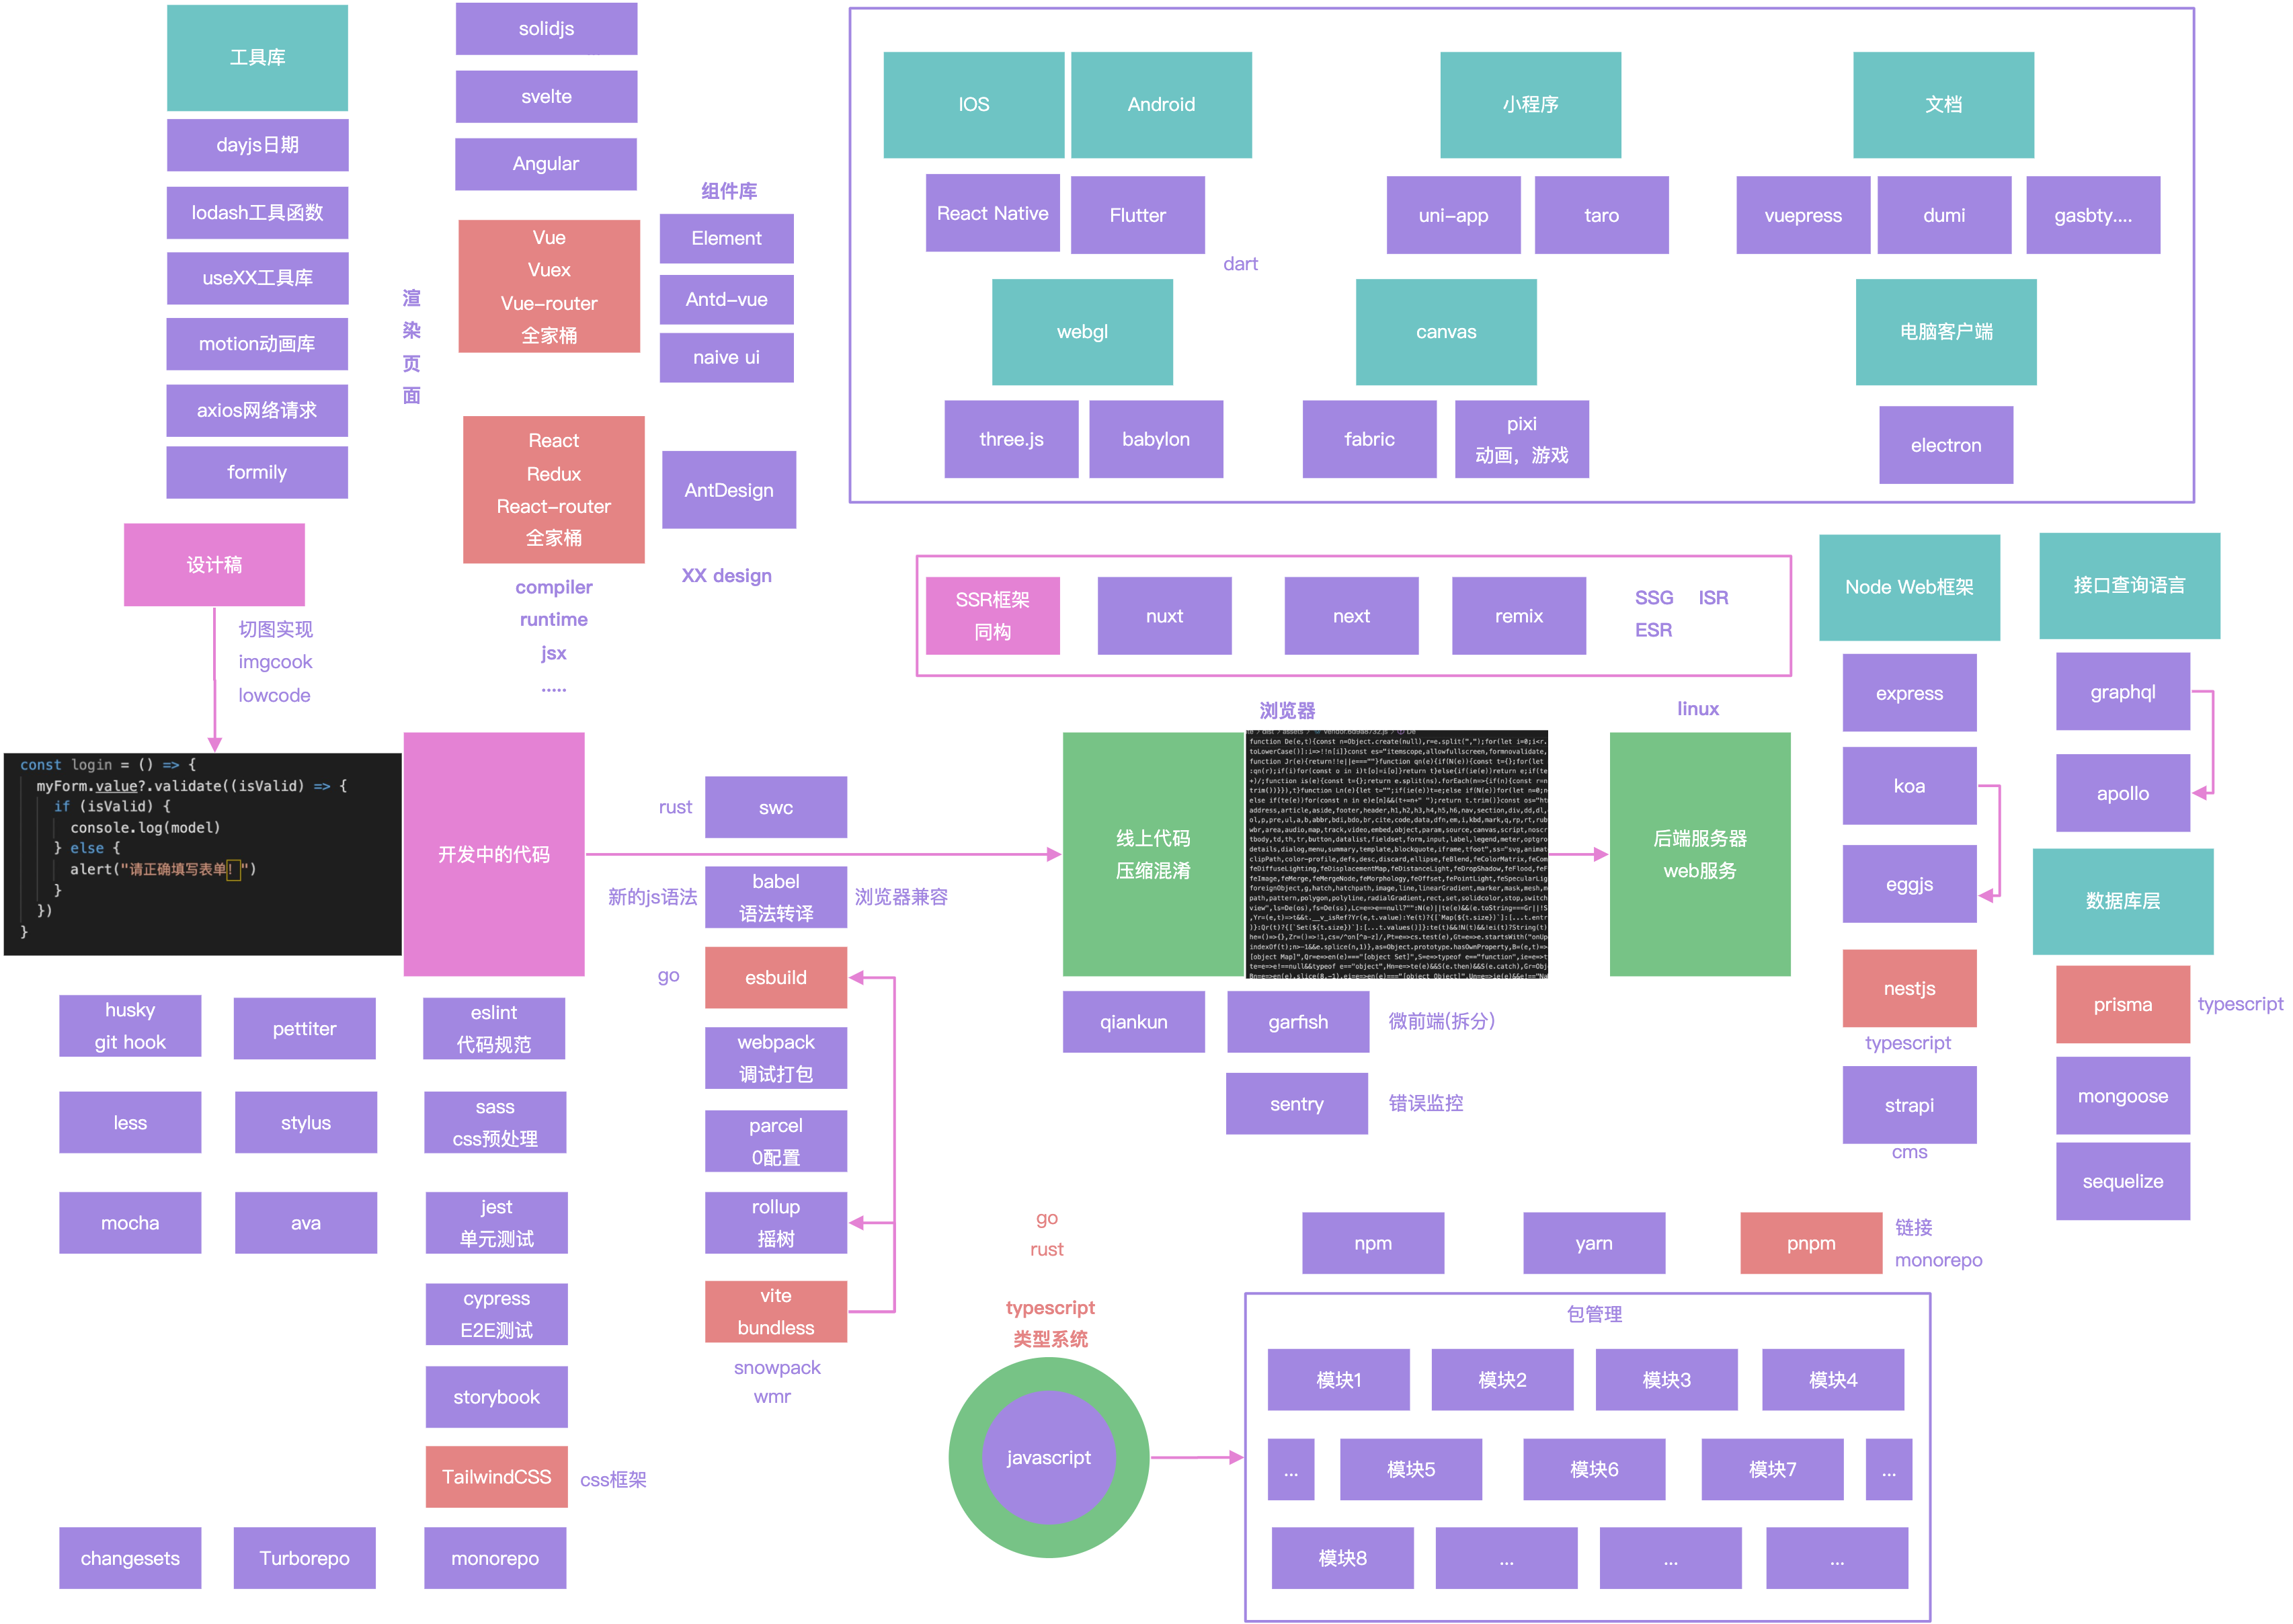 工具库
dayjs日期
lodash工具函数
useXX工具库
motion动画库
axios网络请求
formily
渲
染
页
面
solidjs
svelte
Angular
Vue
Vuex
Vue-router
全家桶
React
Redux
React-router
全家桶
compiler
runtime
jsx
.....
组件库
Element
Antd-vue
naive ui
AntDesign
XX design
IOS
Android
React Native
Flutter
dart
小程序
uni-app
taro
文档
vuepress
dumi
gasbty....
webgl
three.js
babylon
canvas
fabric
pixi
动画，游戏
电脑客户端
electron
设计稿
切图实现
imgcook
lowcode
SSR框架
同构
nuxt
next
remix
SSG ISR
ESR
Node Web框架
express
koa
eggjs
nestjs
typescript
strapi
cms
接口查询语言
graphql
apollo
数据库层
prisma
typescript
mongoose
sequelize
const login = () => {
myForm.value?.validate((isValid) => {
if (isValid) {
console.log(model)
} else {
alert("请正确填写表单！")
}
})
}
开发中的代码
rust
swc
新的js语法
babel
语法转译
浏览器兼容
go
esbuild
webpack
调试打包
parcel
0配置
rollup
摇树
vite
bundless
snowpack
wmr
线上代码
压缩混淆
浏览器
linux
后端服务器
web服务
qiankun
garfish
微前端(拆分)
sentry
错误监控
husky
git hook
pettiter
eslint
代码规范
less
stylus
sass
css预处理
mocha
ava
jest
单元测试
cypress
E2E测试
storybook
TailwindCSS
css框架
changesets
Turborepo
monorepo
go
rust
typescript
类型系统
javascript
npm
yarn
pnpm
链接
monorepo
包管理
模块1
模块2
模块3
模块4
...
模块5
模块6
模块7
...
模块8
...
...
...